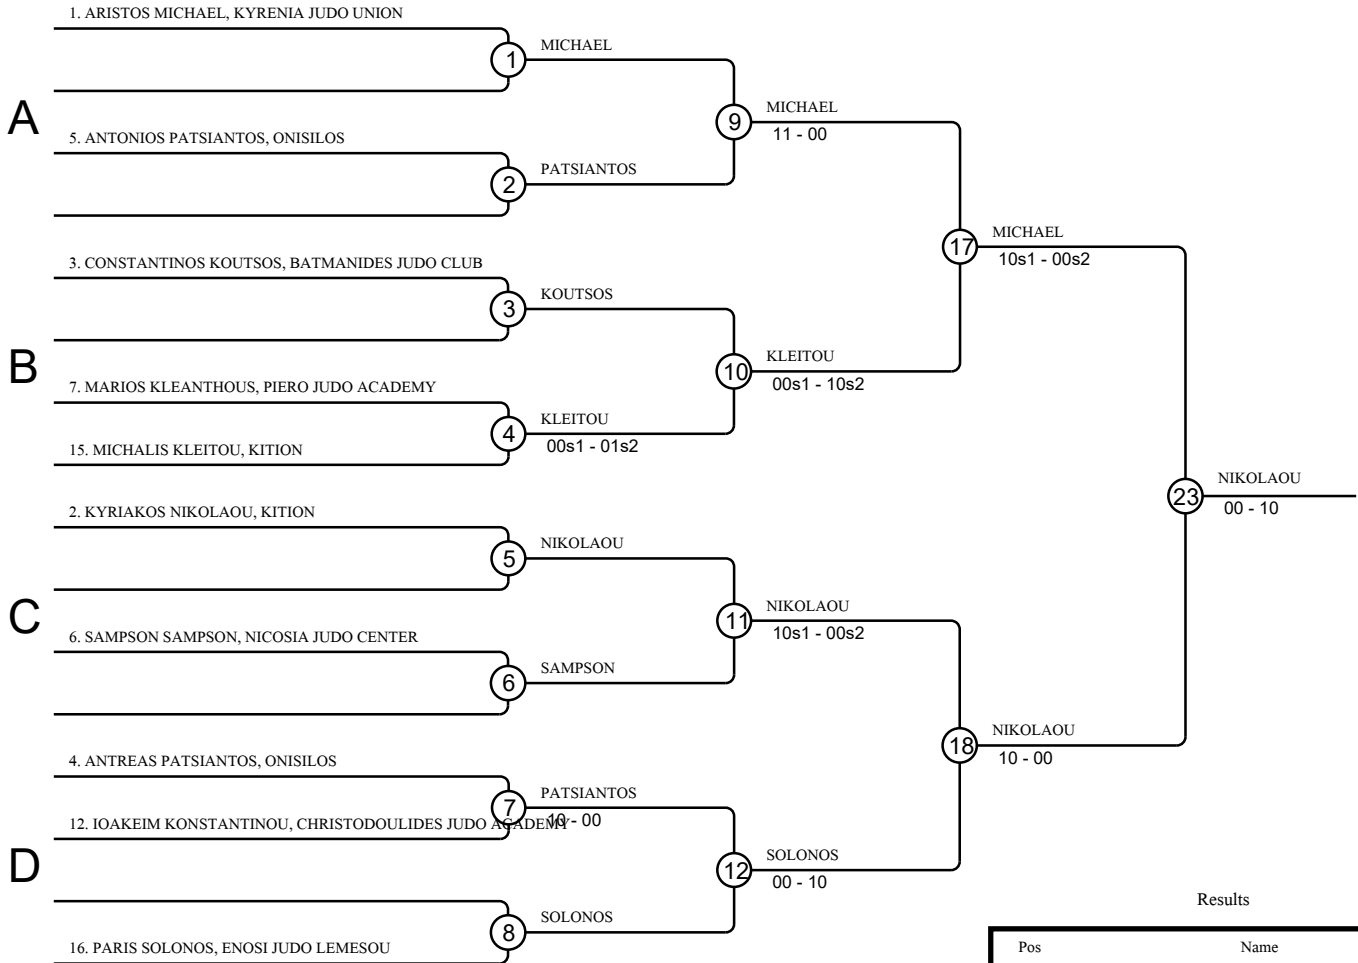 1. ARISTOS MICHAEL, KYRENIA JUDO UNION
1
MICHAEL
A
9
MICHAEL
11 - 00
5. ANTONIOS PATSIANTOS, ONISILOS
2
PATSIANTOS
17
MICHAEL
10s1 - 00s2
3. CONSTANTINOS KOUTSOS, BATMANIDES JUDO CLUB
3
KOUTSOS
B
10
KLEITOU
00s1 - 10s2
7. MARIOS KLEANTHOUS, PIERO JUDO ACADEMY
4
KLEITOU
00s1 - 01s2
15. MICHALIS KLEITOU, KITION
23
NIKOLAOU
00 - 10
2. KYRIAKOS NIKOLAOU, KITION
5
NIKOLAOU
C
11
NIKOLAOU
10s1 - 00s2
6. SAMPSON SAMPSON, NICOSIA JUDO CENTER
6
SAMPSON
18
NIKOLAOU
10 - 00
4. ANTREAS PATSIANTOS, ONISILOS
7
PATSIANTOS
10 - 00
12. IOAKEIM KONSTANTINOU, CHRISTODOULIDES JUDO ACADEMY
D
12
SOLONOS
00 - 10
8
SOLONOS
16. PARIS SOLONOS, ENOSI JUDO LEMESOU
Results
Pos Name